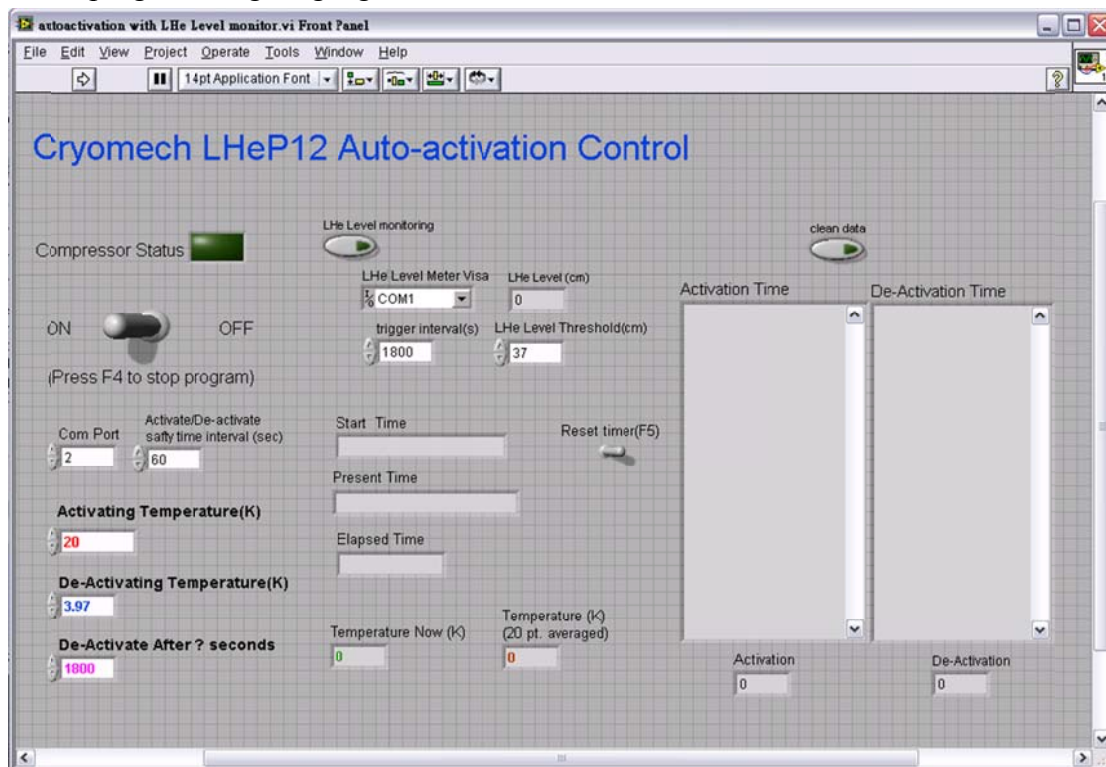 autoactivation with LHe Level monitor.vi Front Panel
File Edit View Project Operate Tools Window Help
14pt Application Font
Cryomech LHeP12 Auto-activation Control
Compressor Status
LHe Level monitoring
clean data
LHe Level Meter Visa
LHe Level (cm)
COM1
0
Activation Time
De-Activation Time
ON
OFF
trigger interval(s)
LHe Level Threshold(cm)
1800
37
(Press F4 to stop program)
Com Port
Activate/De-activate
safty time interval (sec)
2
60
Start Time
Reset timer(F5)
Present Time
Activating Temperature(K)
20
Elapsed Time
De-Activating Temperature(K)
3.97
De-Activate After ? seconds
1800
Temperature Now (K)
0
Temperature (K)
(20 pt. averaged)
0
Activation
0
De-Activation
0